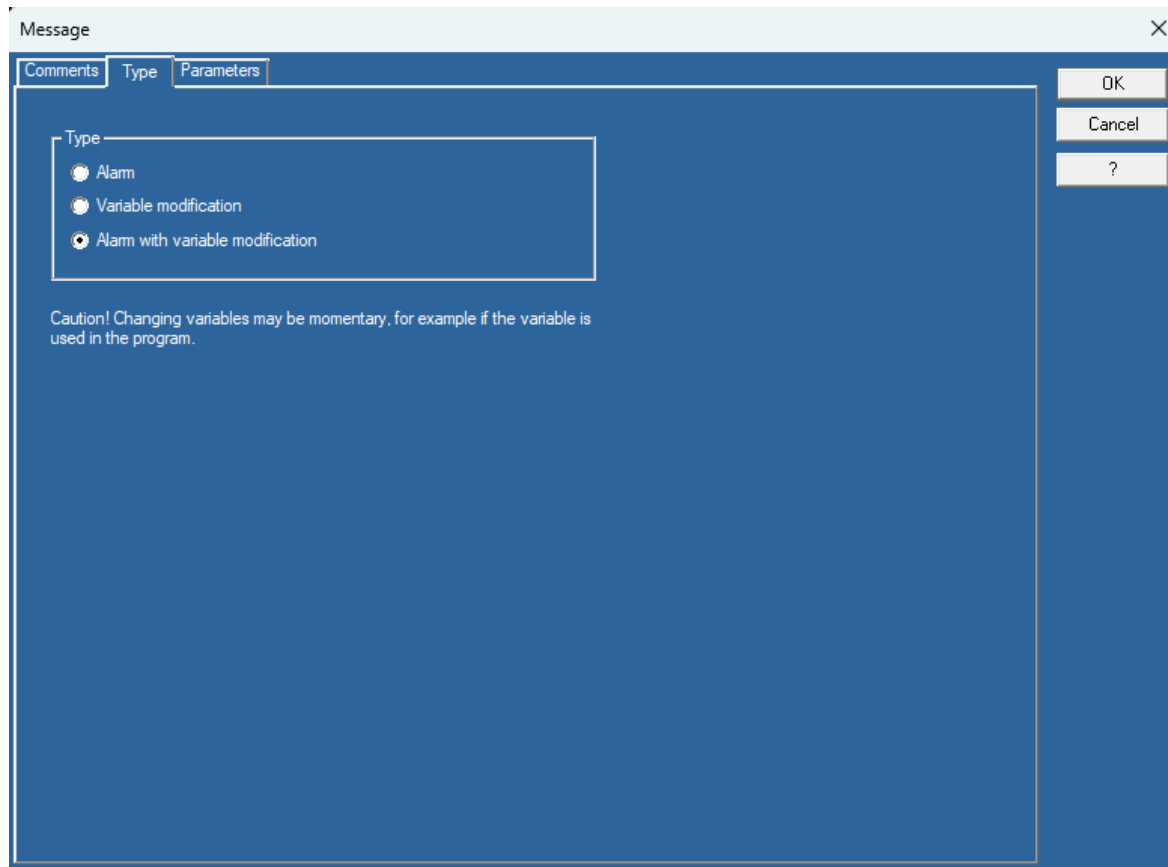 Message
Comments Type Parameters
OK
Cancel
?
Type
Alarm
Variable modification
Alarm with variable modification
Caution! Changing variables may be momentary, for example if the variable is
used in the program.